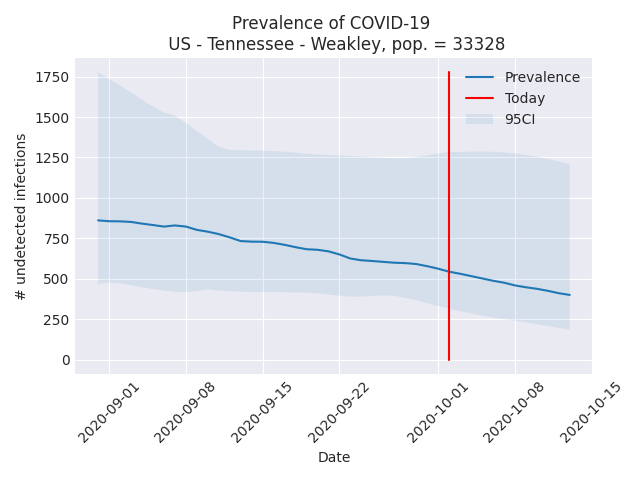 Prevalence of COVID-19
US - Tennessee - Weakley, pop. = 33328
# undetected infections
1750
1500
1250
1000
750
500
250
0
Prevalence
Today
95CI
2020-09-01
2020-09-08
2020-09-15
2020-09-22
2020-10-01
2020-10-08
2020-10-15
Date